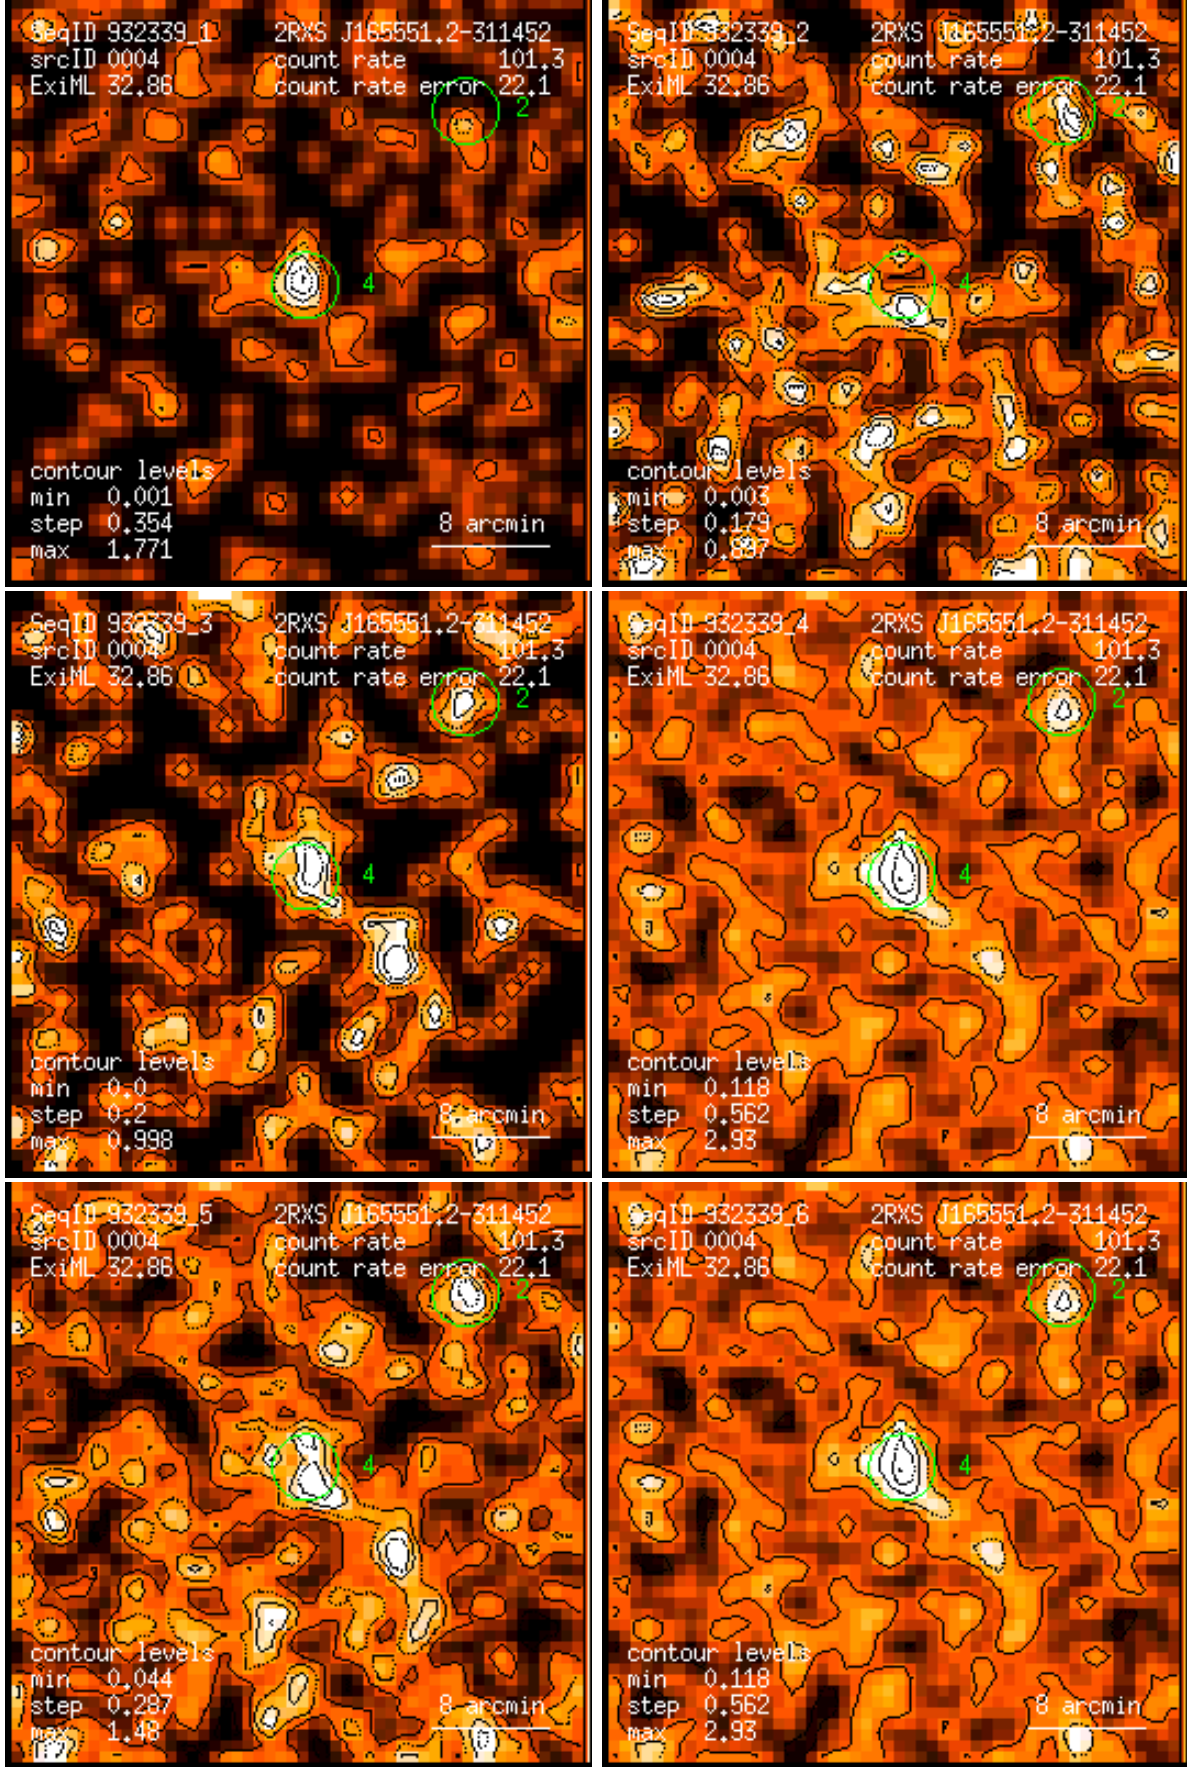 SeqID 932339_1 2RXS J165551.2-311452
srcID 0004 count rate 101.3
ExiML 32.86 count rate error 22.1
2
4
contour levels
min 0.001
step 0.354
max 1.771
8 arcmin
SeqID 932339_2 2RXS J165551.2-311452
srcID 0004 count rate 101.3
ExiML 32.86 count rate error 22.1
2
4
contour levels
min 0.003
step 0.179
max 0.897
8 arcmin
SeqID 932339_3 2RXS J165551.2-311452
srcID 0004 count rate 101.3
ExiML 32.86 count rate error 22.1
2
4
contour levels
min 0.0
step 0.2
max 0.998
8 arcmin
SeqID 932339_4 2RXS J165551.2-311452
srcID 0004 count rate 101.3
ExiML 32.86 count rate error 22.1
2
4
contour levels
min 0.118
step 0.562
max 2.93
8 arcmin
SeqID 932339_5 2RXS J165551.2-311452
srcID 0004 count rate 101.3
ExiML 32.86 count rate error 22.1
2
4
contour levels
min 0.044
step 0.287
max 1.48
8 arcmin
SeqID 932339_6 2RXS J165551.2-311452
srcID 0004 count rate 101.3
ExiML 32.86 count rate error 22.1
2
4
contour levels
min 0.118
step 0.562
max 2.93
8 arcmin